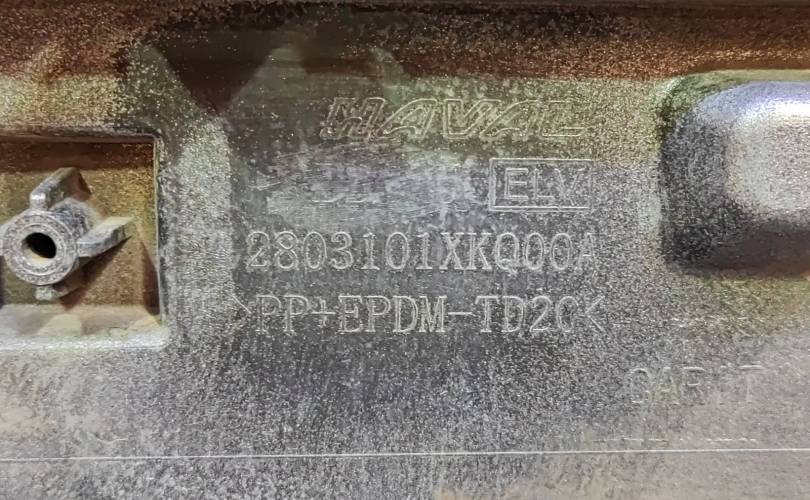 HAVAL
ELV
2803101XKQ00A
>PP+EPDM-TD20<